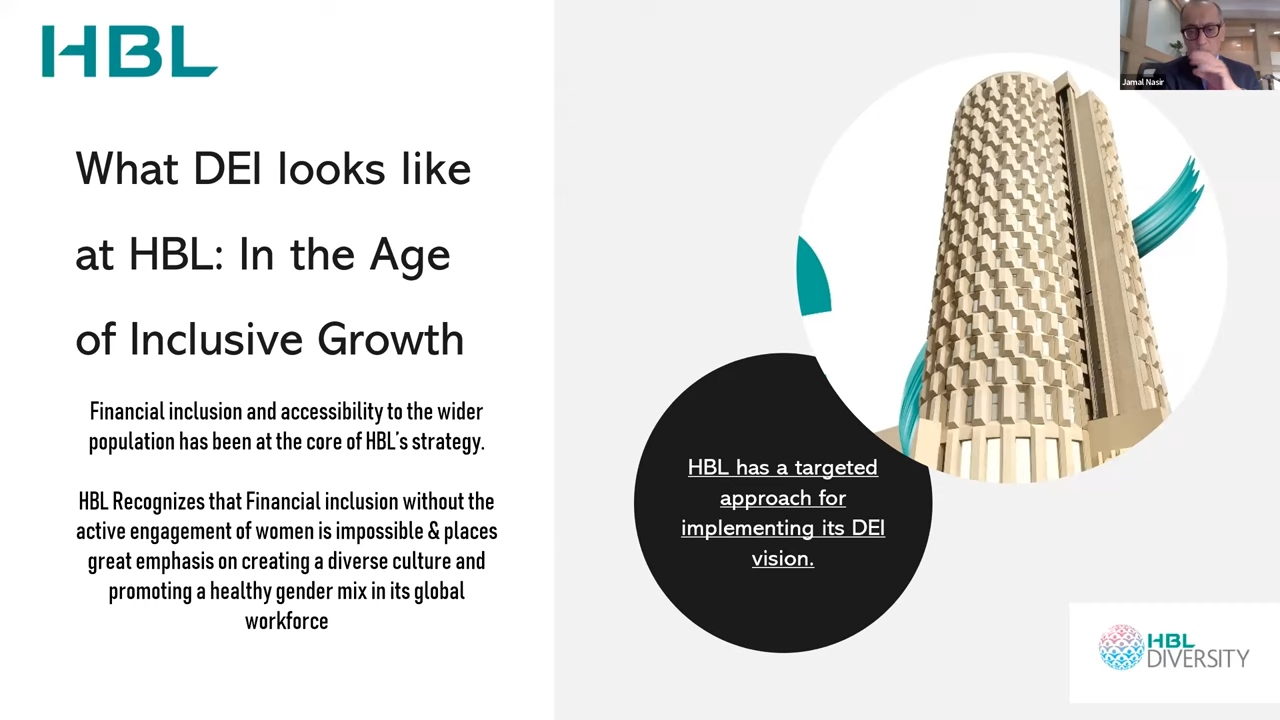 HBL
What DEI looks like
at HBL: In the Age
of Inclusive Growth
Financial inclusion and accessibility to the wider
population has been at the core of HBL's strategy.
HBL Recognizes that Financial inclusion without the
active engagement of women is impossible & places
great emphasis on creating a diverse culture and
promoting a healthy gender mix in its global
workforce
HBL has a targeted
approach for
implementing its DEI
vision.
Jamal Nasir
HBL
DIVERSITY